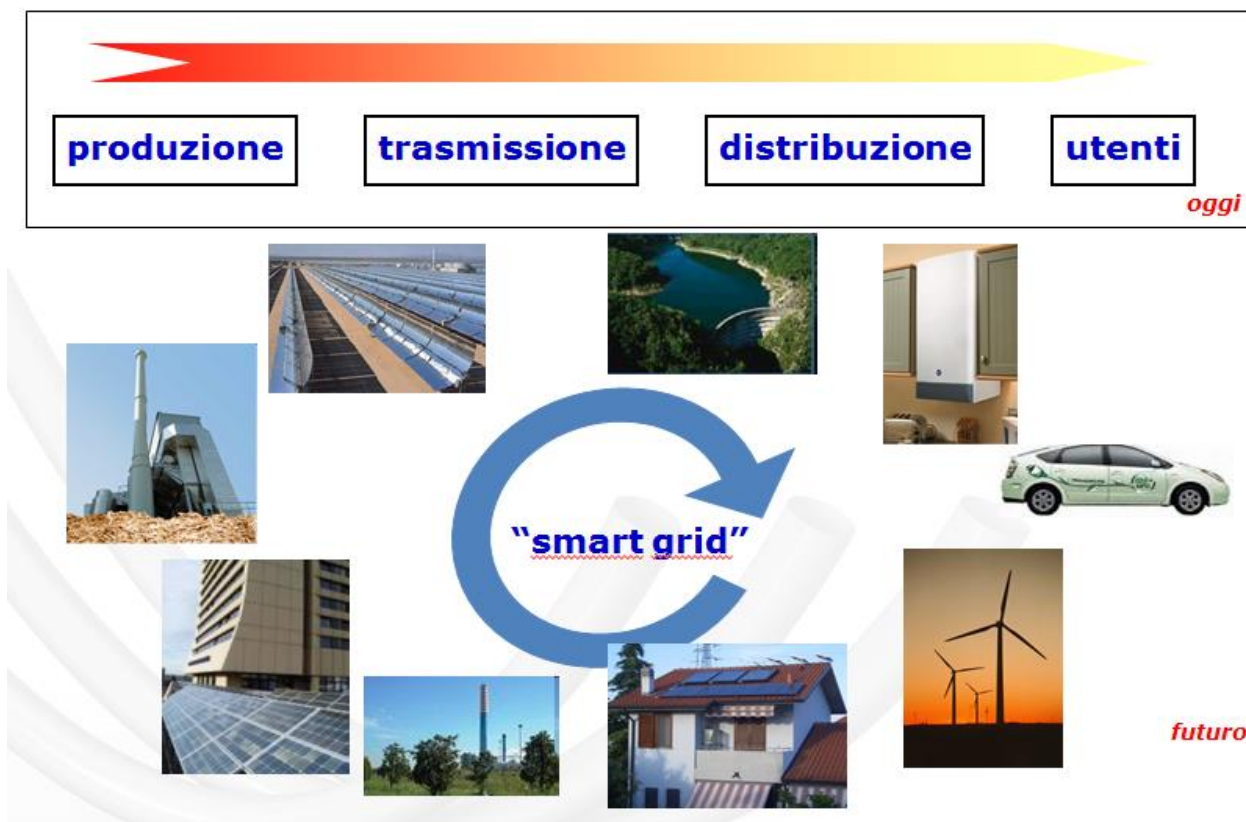 produzione trasmissione distribuzione utenti
oggi
“smart grid”
futuro